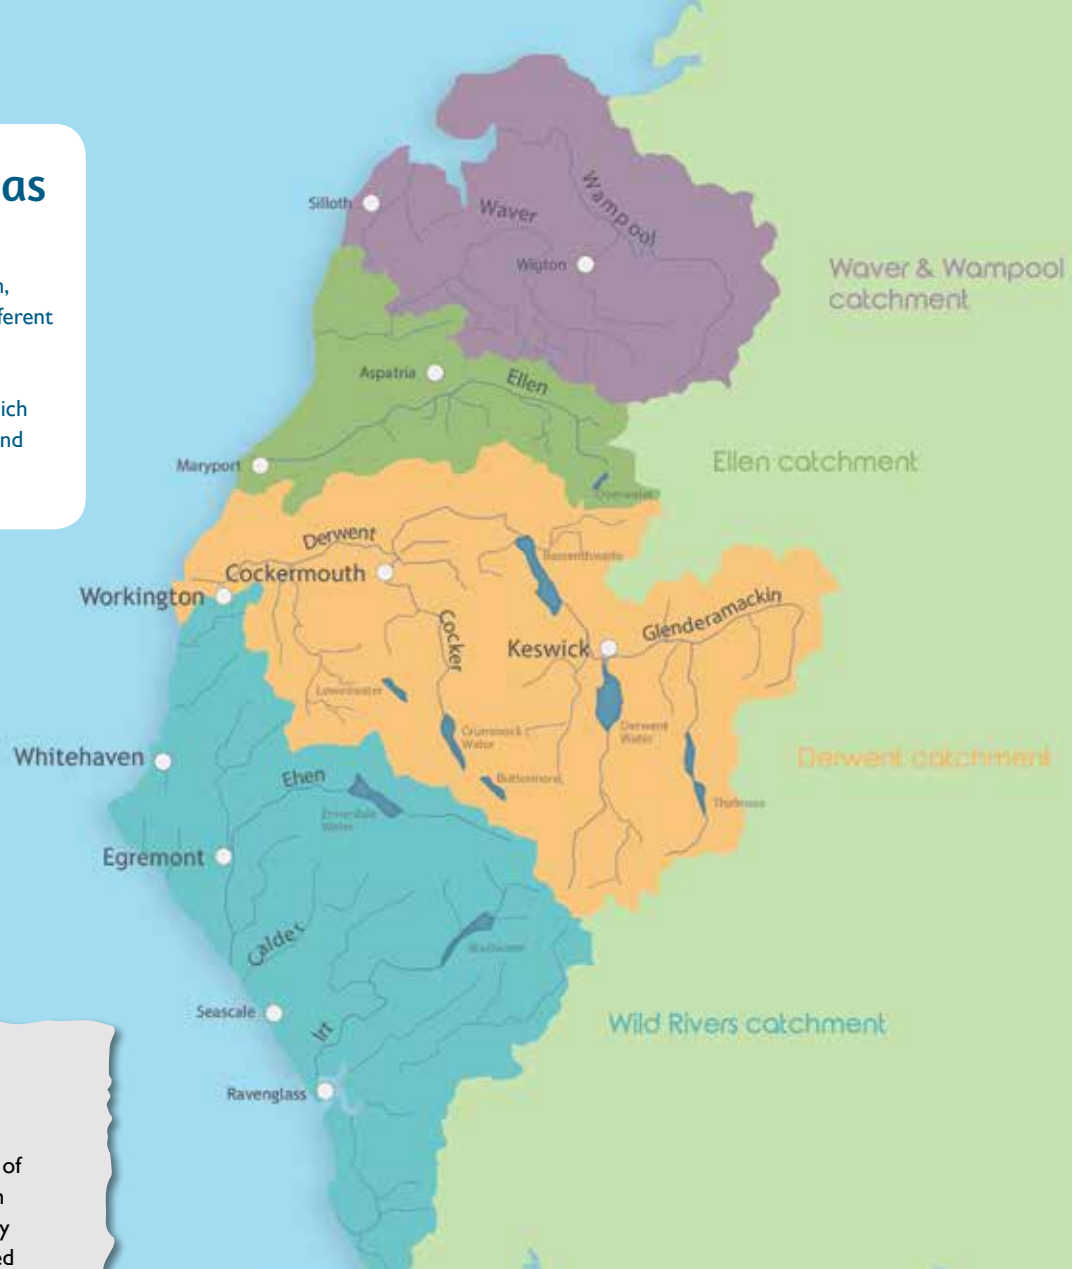 as
n,
ferent
ich
nd
Silloth
Waver
Wampool
Wigton
Waver & Wampool
catchment
Aspatria
Ellen
Maryport
Ellen catchment
Overwater
Derwent
Bassenthwaite
Cockermouth
Workington
Glenderamackin
Cocker
Keswick
Loweswater
Crummock
Water
Derwent
Water
Whitehaven
Derwent catchment
Ehen
Buttermere
Ennerdale
Water
Thirlmere
Egremont
Calder
Wastwater
Seascale
Irt
Wild Rivers catchment
Ravenglass
of
n
y
ed